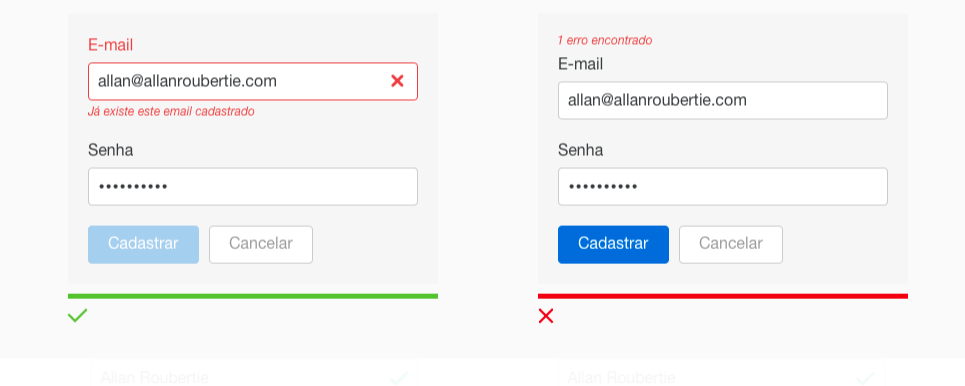 E-mail
allan@allanroubertie.com
Já existe este email cadastrado
Senha
••••••••••
Cadastrar
Cancelar
1 erro encontrado
E-mail
allan@allanroubertie.com
Senha
••••••••••
Cadastrar
Cancelar
Allan Roubertie
Allan Roubertie